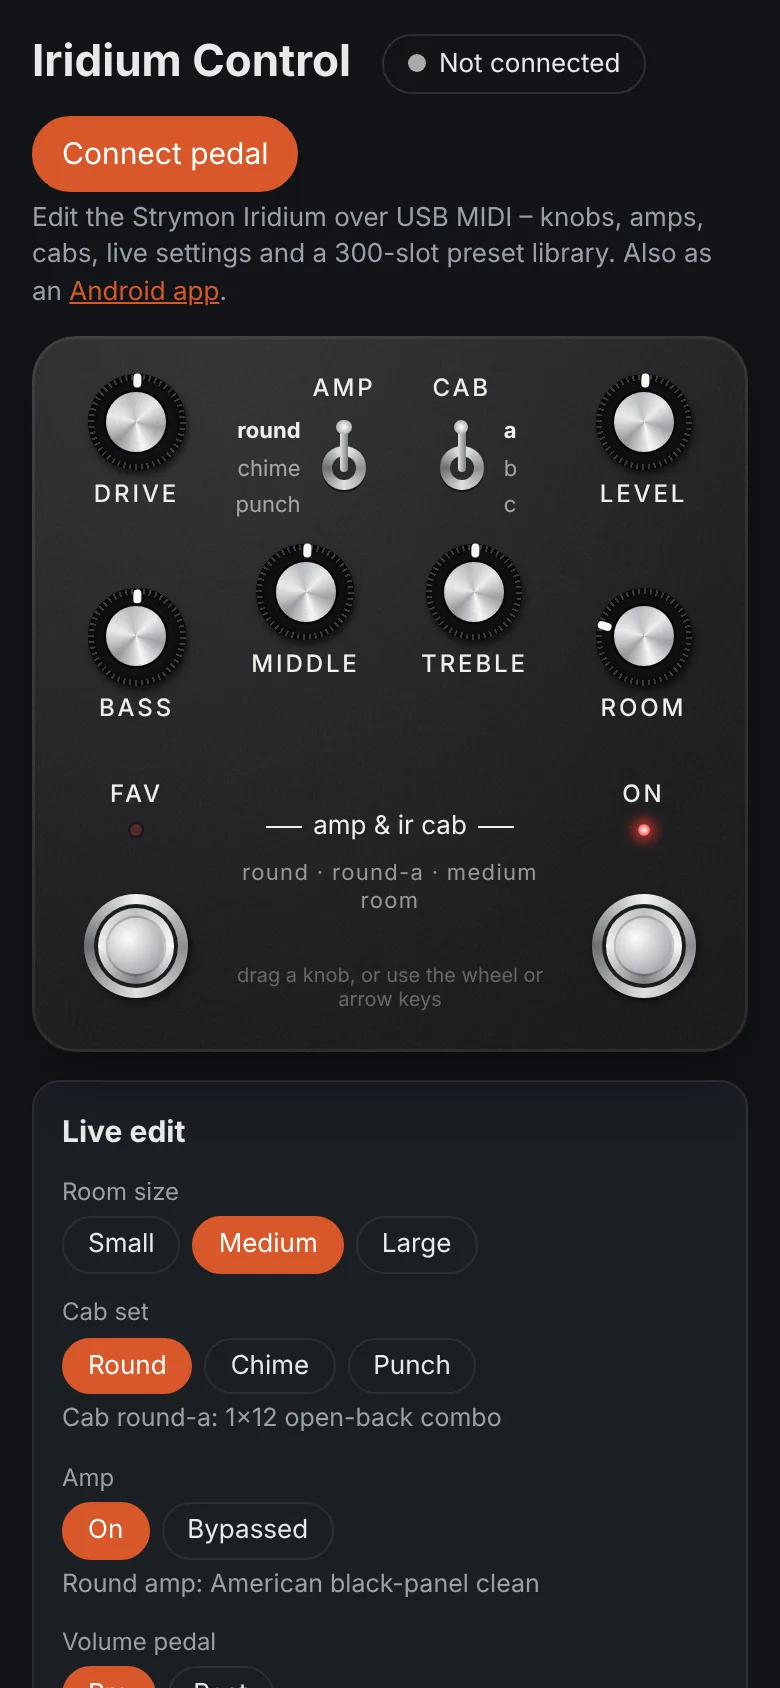 Iridium Control
Not connected
Connect pedal
Edit the Strymon Iridium over USB MIDI – knobs, amps,
cabs, live settings and a 300-slot preset library. Also as
an Android app.
AMP
CAB
round
chime
punch
a
b
c
DRIVE
LEVEL
MIDDLE
TREBLE
BASS
ROOM
FAV
ON
amp & ir cab
round · round-a · medium
room
drag a knob, or use the wheel or
arrow keys
Live edit
Room size
Small
Medium
Large
Cab set
Round
Chime
Punch
Cab round-a: 1×12 open-back combo
Amp
On
Bypassed
Round amp: American black-panel clean
Volume pedal